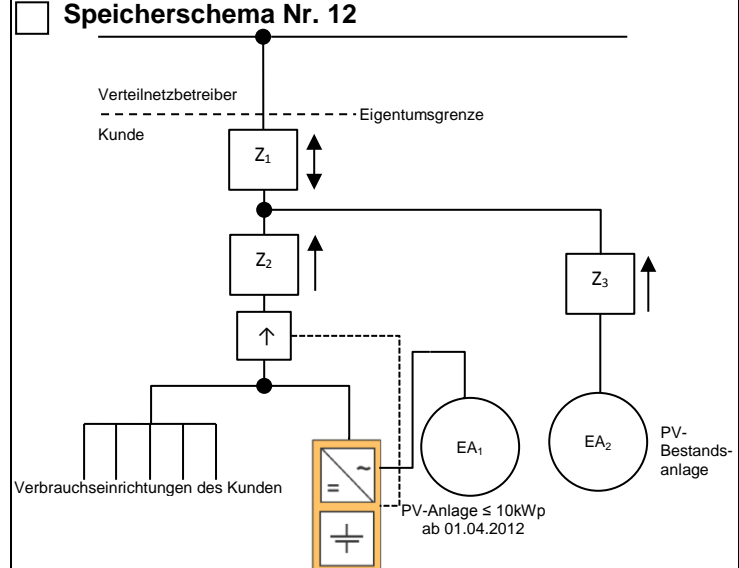 Speicherschema Nr. 12
Verteilnetzbetreiber
Eigentumsgrenze
Kunde
Z₁
Z₂
Z₃
↑
EA₁
EA₂
PV-
Bestands-
anlage
~
=
Verbrauchseinrichtungen des Kunden
PV-Anlage ≤ 10kWp
ab 01.04.2012